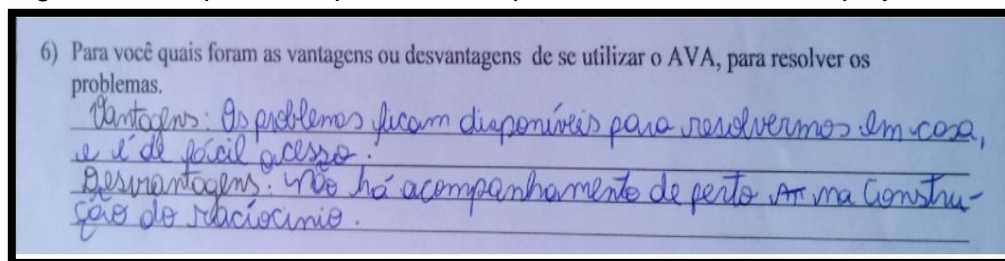 6) Para você quais foram as vantagens ou desvantagens de se utilizar o AVA, para resolver os
problemas.
Vantagens: Os problemas ficam disponíveis para resolvermos em casa,
e é de fácil acesso.
Desvantagens: não há acompanhamento de perto na constru-
ção do raciocinio.